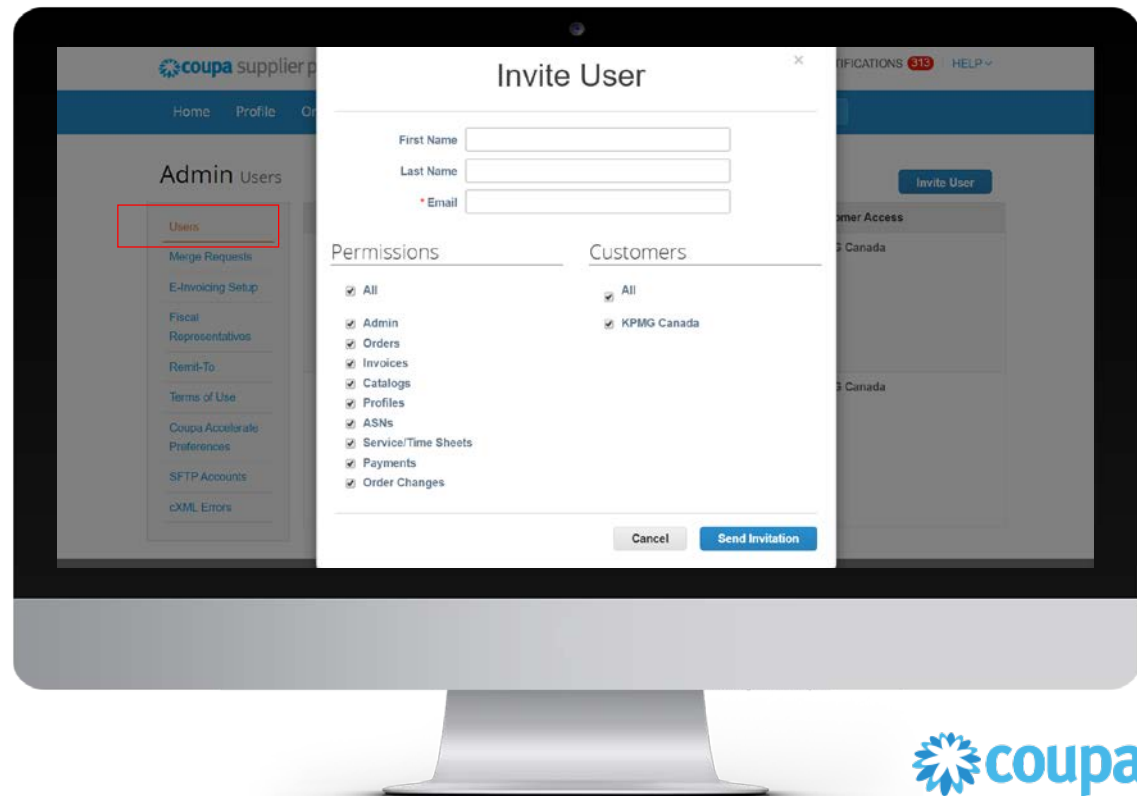 coupa supplier p
TIFICATIONS 313 HELP
Home Profile Or
Admin Users
Invite User
Users
Merge Requests
E-Invoicing Setup
Fiscal
Representatives
Remit-To
Terms of Use
Coupa Accelerate
Preferences
SFTP Accounts
cXML Errors
omer Access
G Canada
G Canada
Invite User
×
First Name
Last Name
* Email
Permissions
All
Admin
Orders
Invoices
Catalogs
Profiles
ASNs
Service/Time Sheets
Payments
Order Changes
Customers
All
KPMG Canada
Cancel Send Invitation
coupa